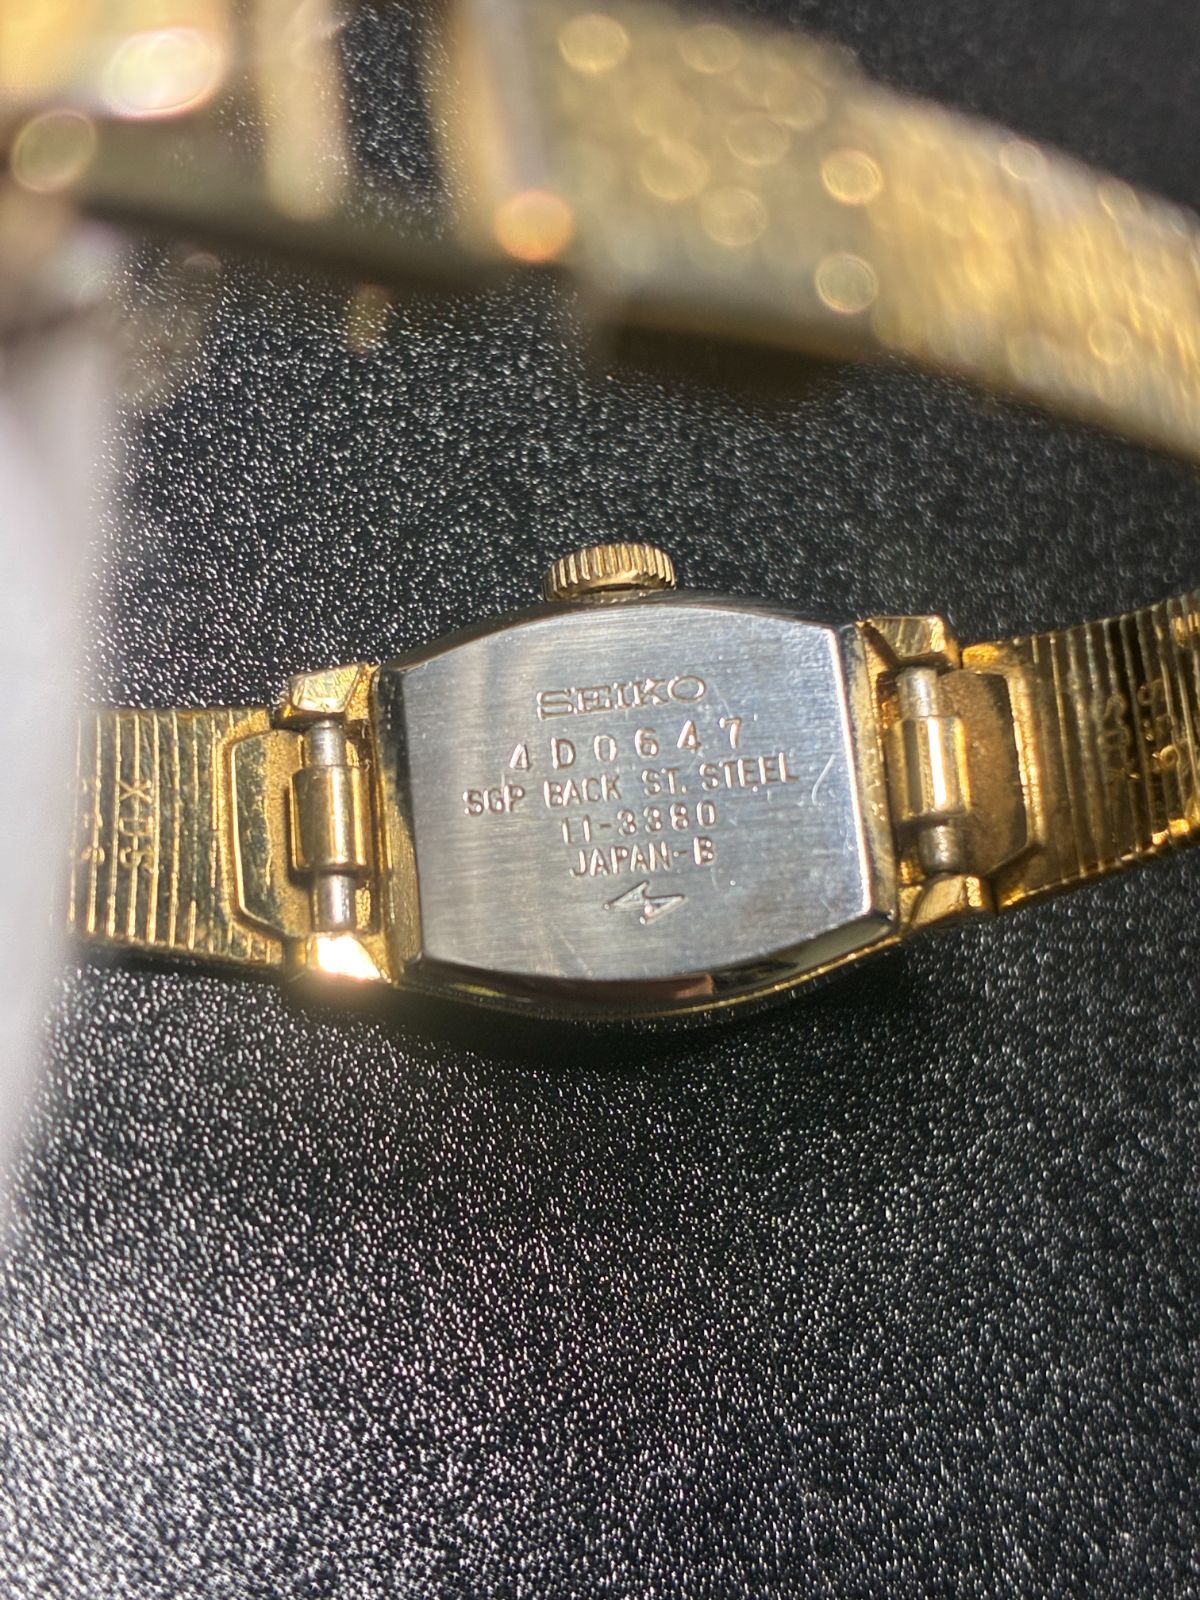 SEIKO
4D0647
SGP BACK ST. STEEL
11-3380
JAPAN-B